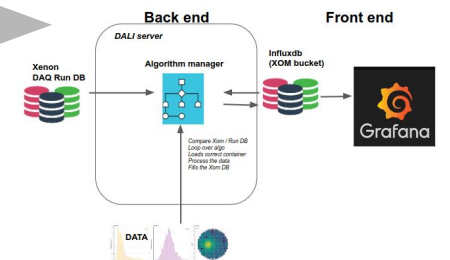 Back end
Front end
DALI server
Xenon
DAQ Run DB
Algorithm manager
Influxdb
(XOM bucket)
Grafana
Compare Xom / Run DB
Loop over algo
Loads correct container
Process the data
Fills the Xom DB
DATA